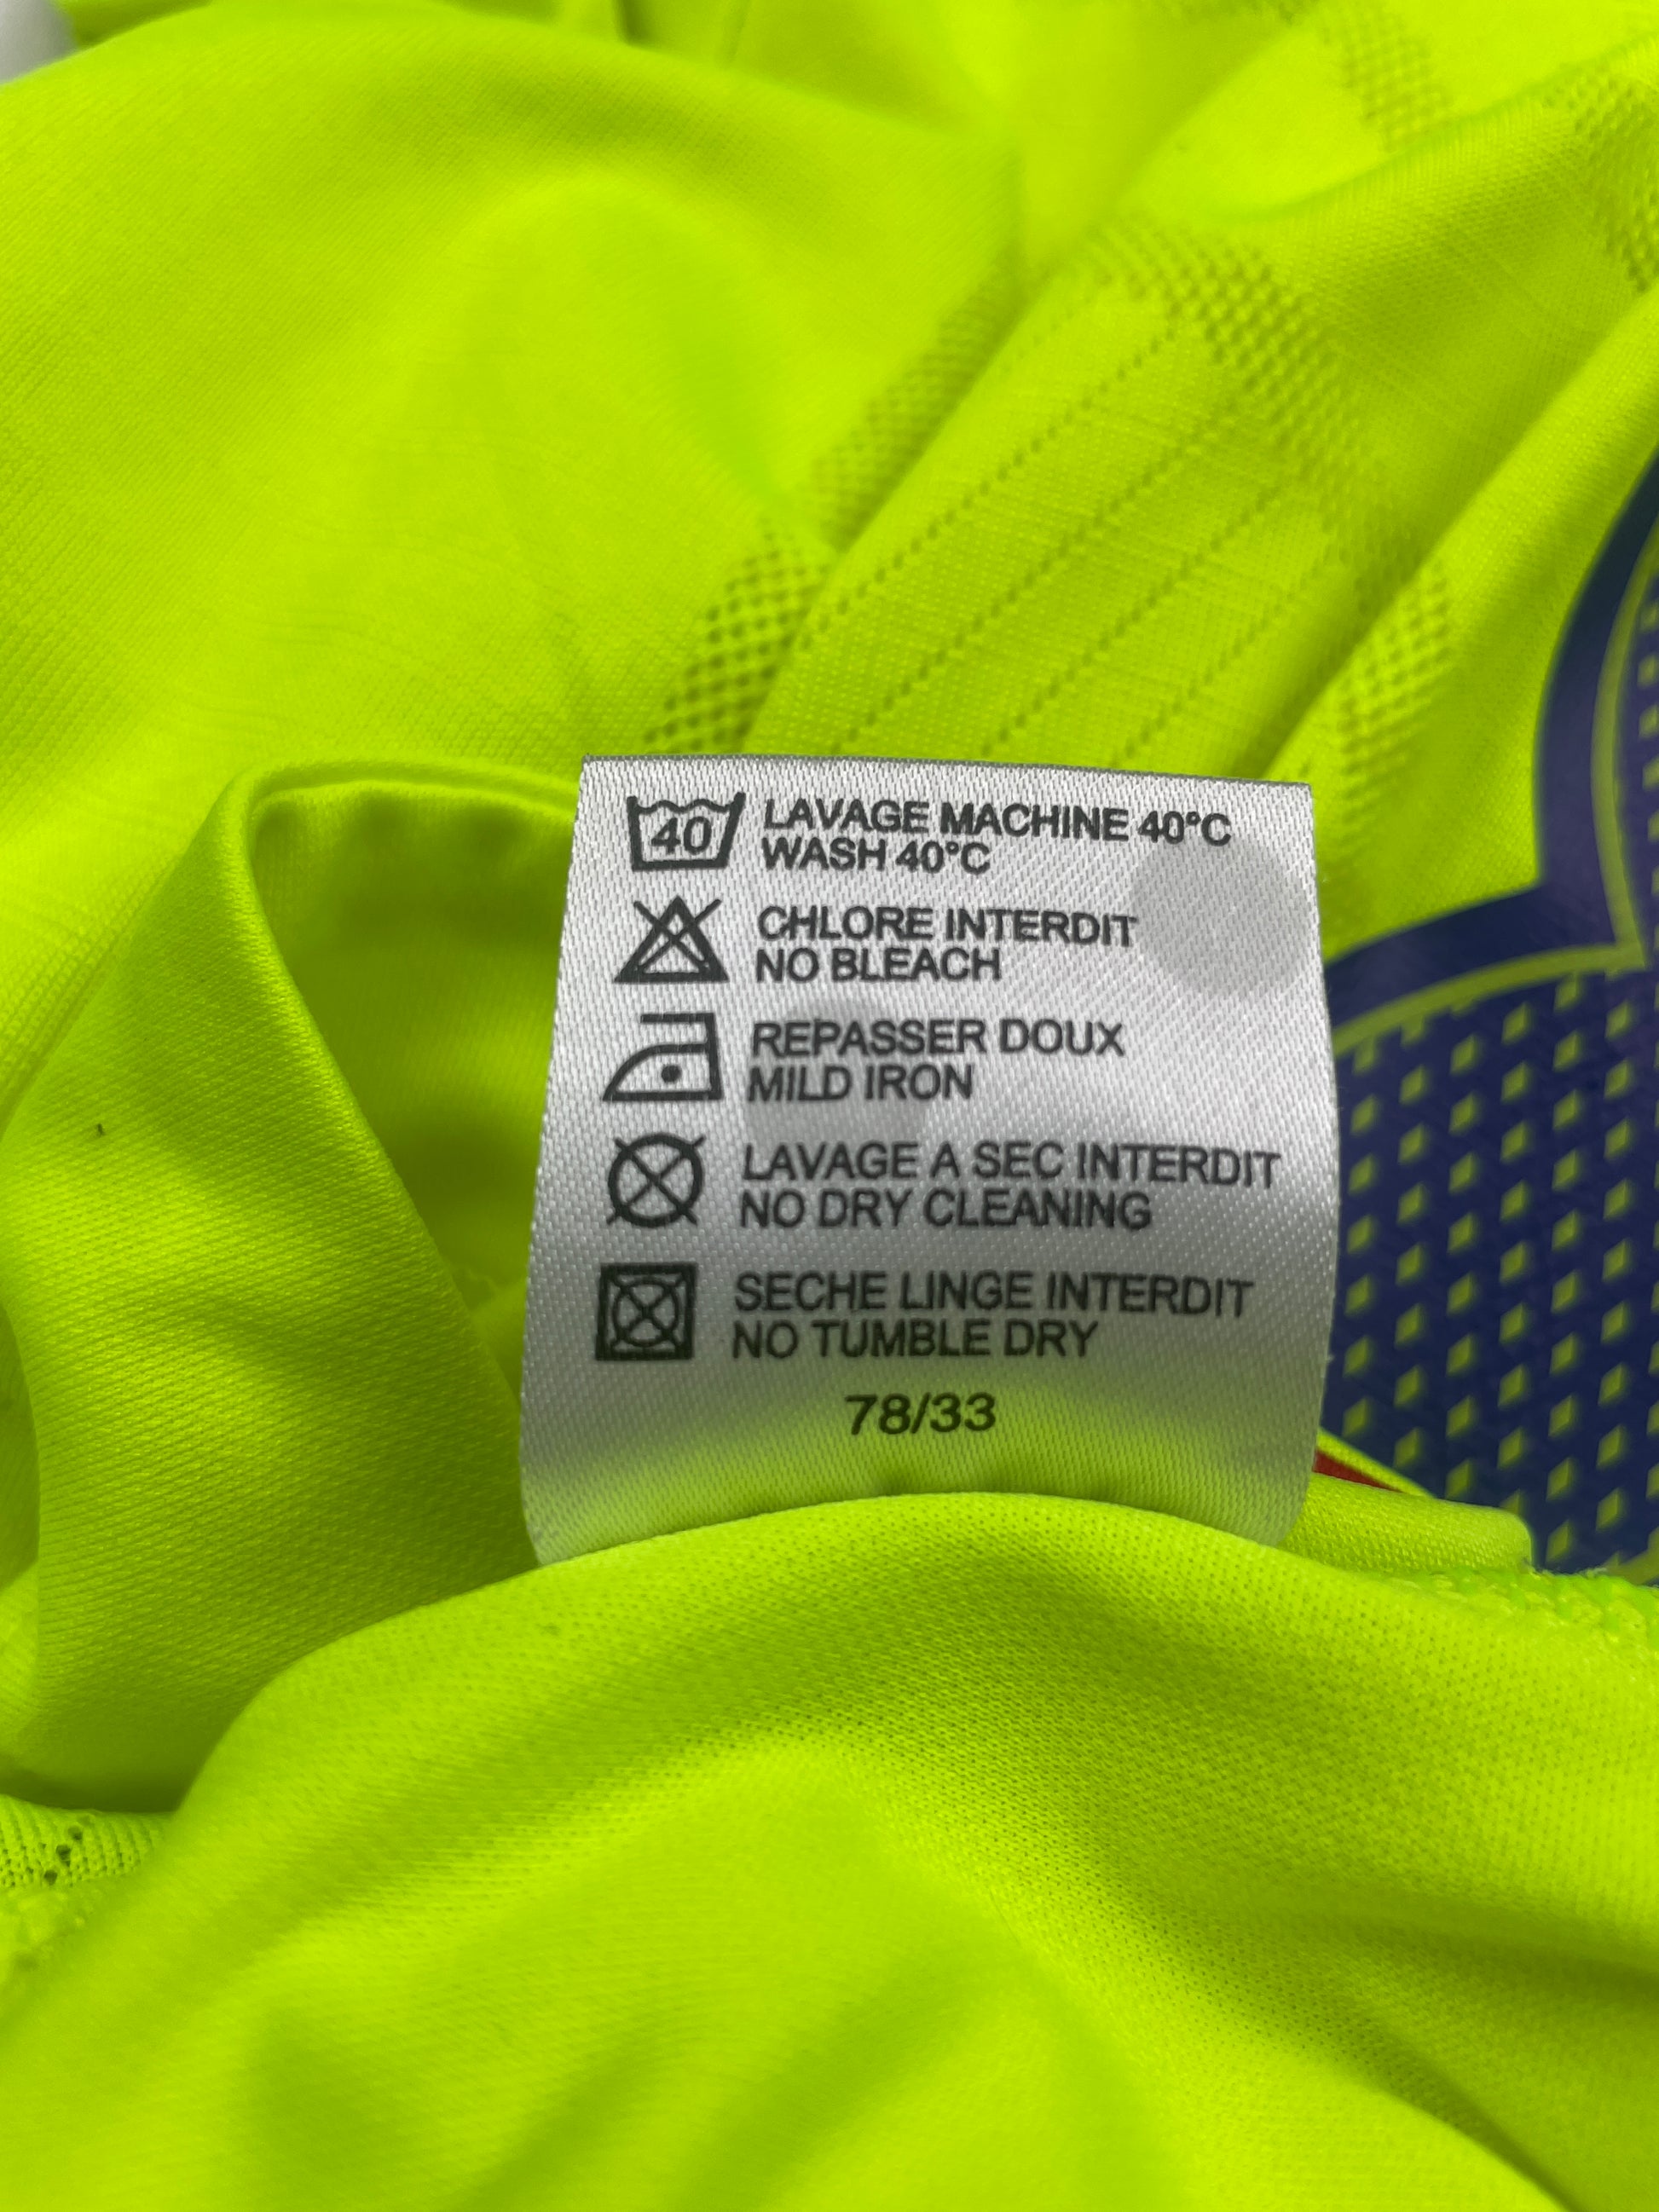 40 LAVAGE MACHINE 40°C
WASH 40°C
CHLORE INTERDIT
NO BLEACH
REPASSER DOUX
MILD IRON
LAVAGE A SEC INTERDIT
NO DRY CLEANING
SECHE LINGE INTERDIT
NO TUMBLE DRY
78/33